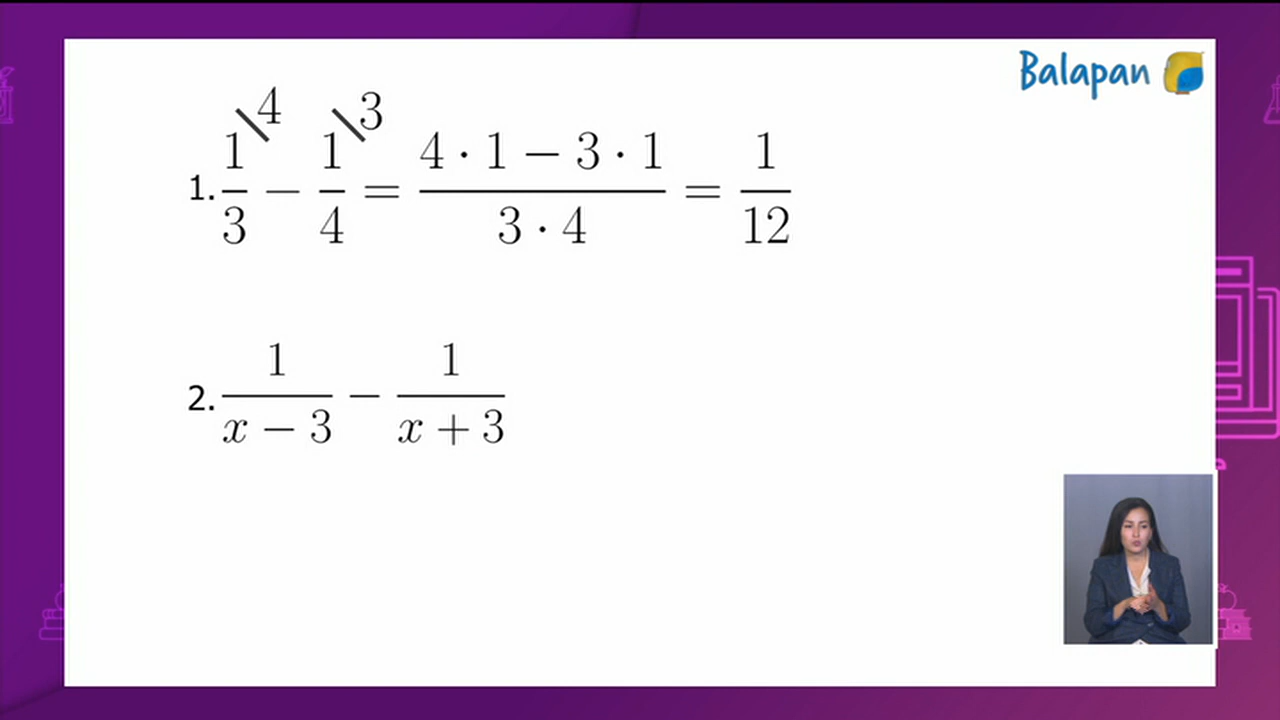 Balapan
1. 1/3 \4 − 1/4 \3 = (4 · 1 − 3 · 1)/(3 · 4) = 1/12
2. 1/(x − 3) − 1/(x + 3)